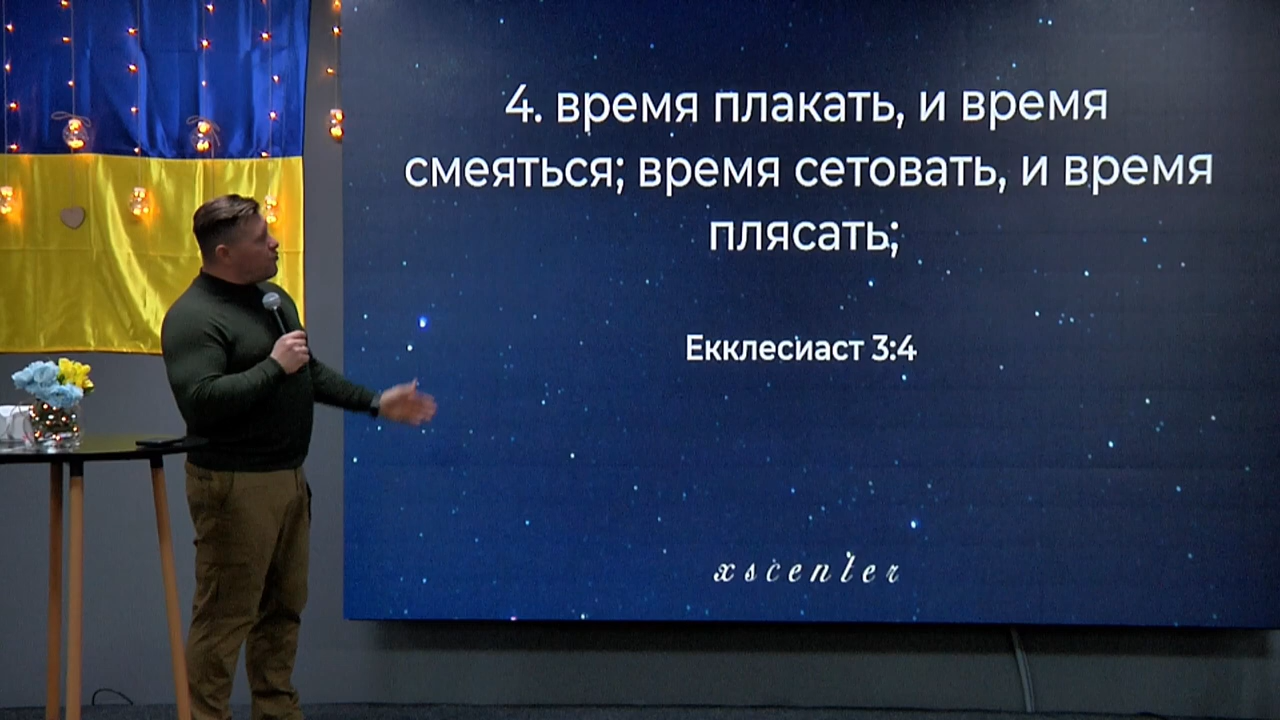 4. время плакать, и время
смеяться; время сетовать, и время
плясать;
Екклесиаст 3:4
xscenter